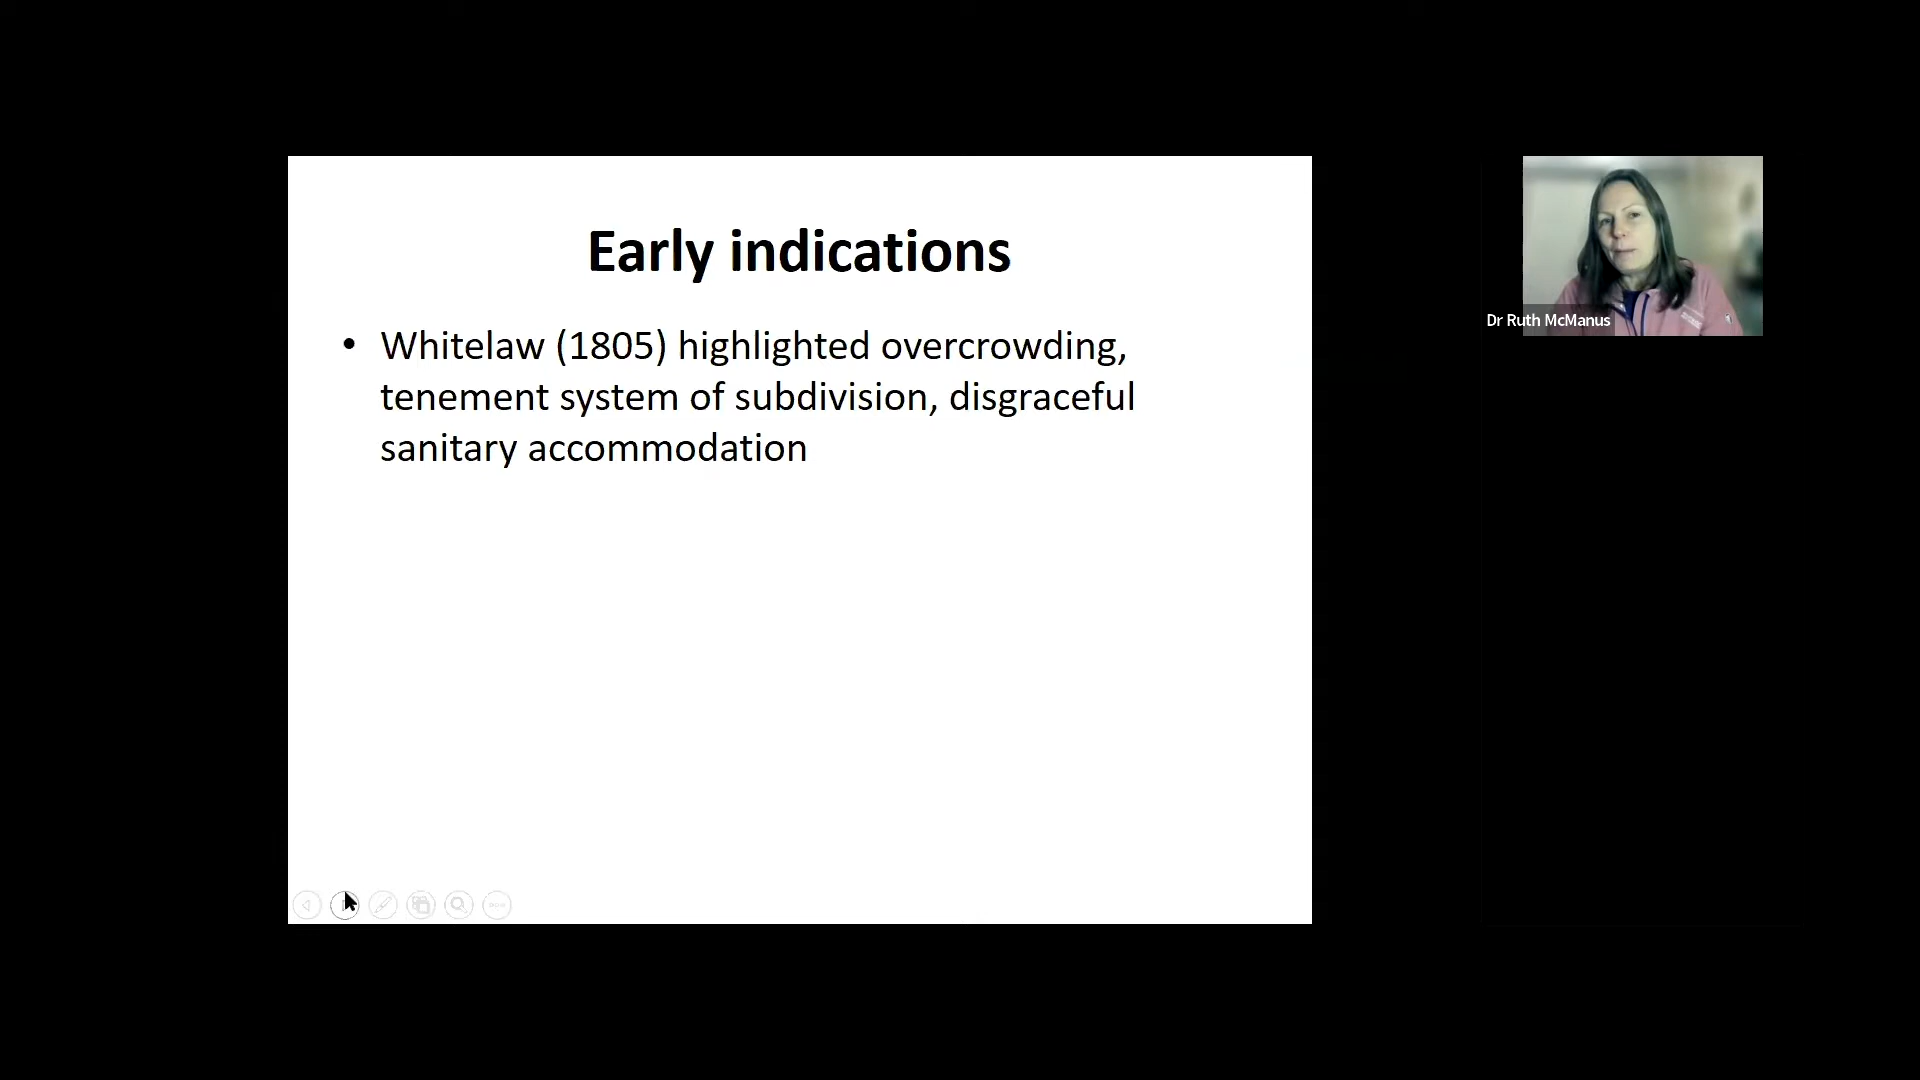 Early indications
• Whitelaw (1805) highlighted overcrowding,
tenement system of subdivision, disgraceful
sanitary accommodation
Dr Ruth McManus